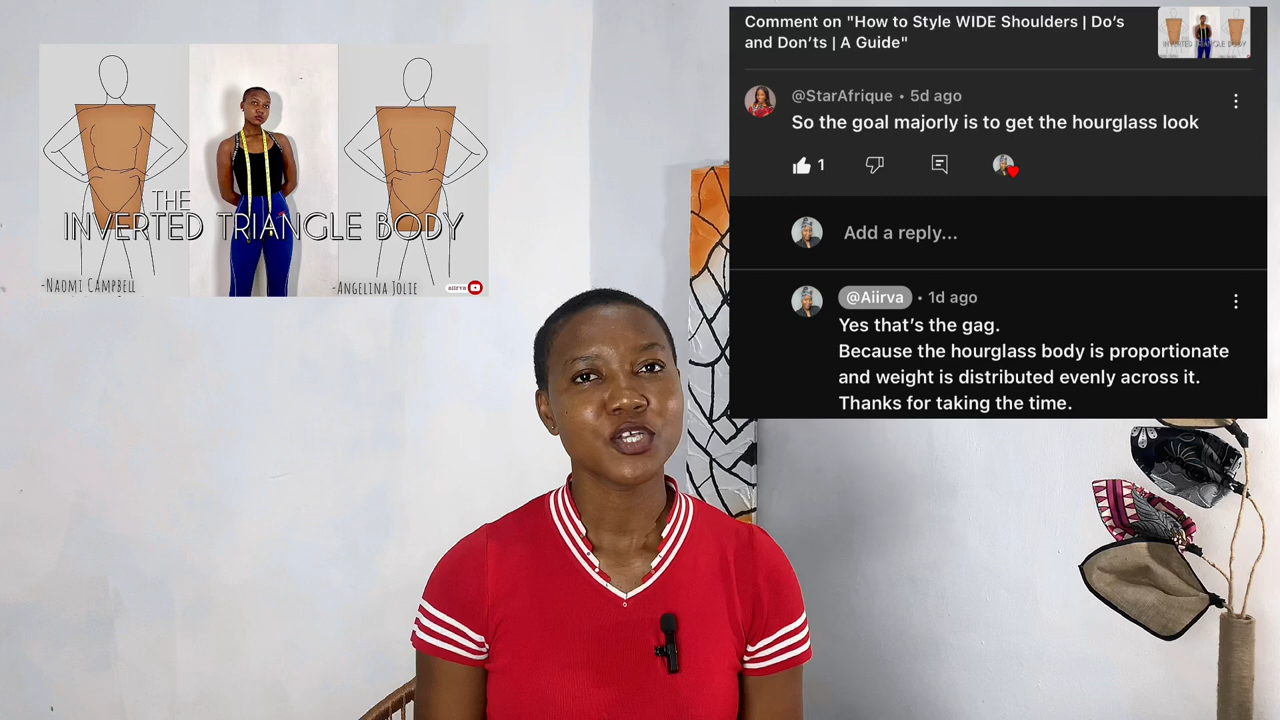 THE
INVERTED TRIANGLE BODY
-NAOMI CAMPBELL
-ANGELINA JOLIE
aiirva
Comment on "How to Style WIDE Shoulders | Do's
and Don'ts | A Guide"
@StarAfrique • 5d ago
So the goal majorly is to get the hourglass look
1
Add a reply...
@Aiirva • 1d ago
Yes that's the gag.
Because the hourglass body is proportionate
and weight is distributed evenly across it.
Thanks for taking the time.